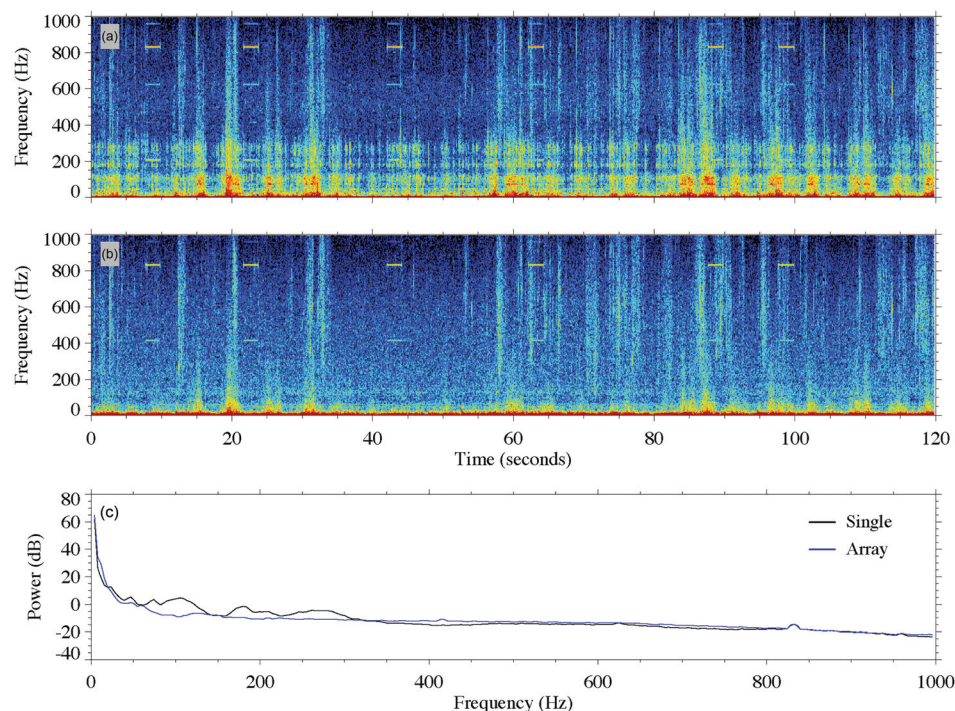 (a)
Frequency (Hz)
1000
800
600
400
200
0
(b)
Frequency (Hz)
1000
800
600
400
200
0
0 20 40 60 80 100 120
Time (seconds)
(c)
Power (dB)
80
60
40
20
0
-20
-40
Single
Array
0 200 400 600 800 1000
Frequency (Hz)